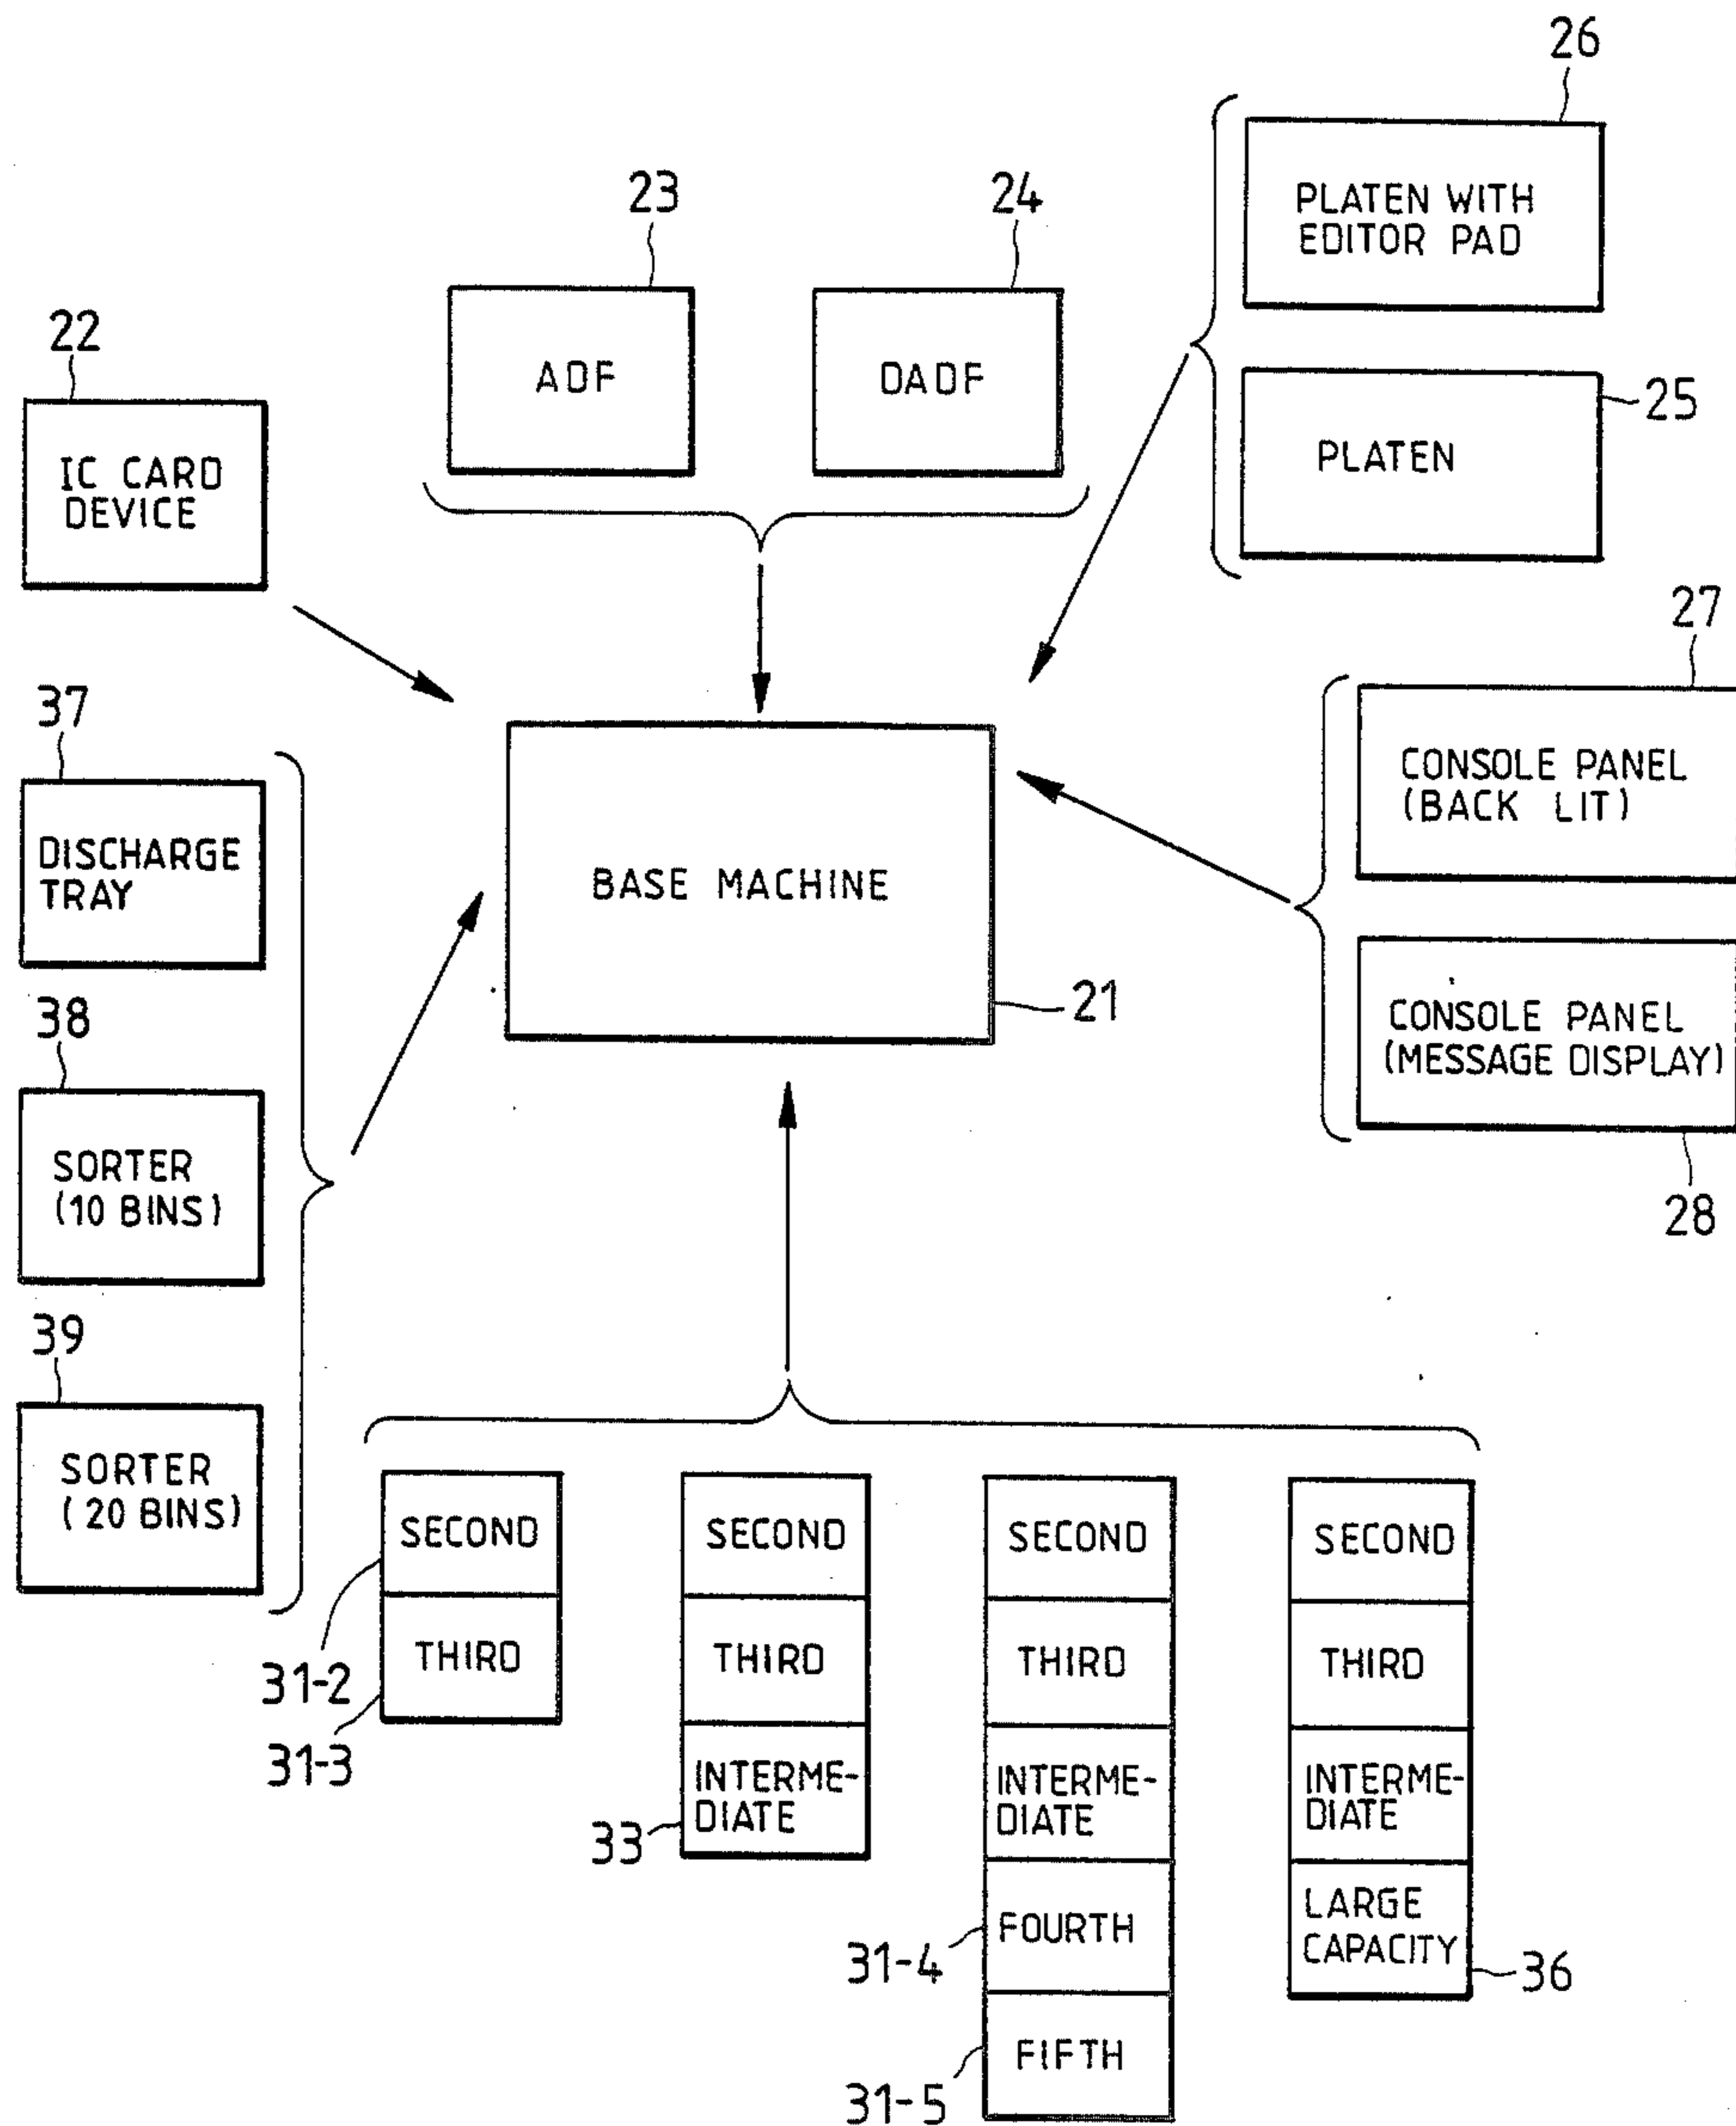 26
PLATEN WITH
EDITOR PAD
23
24
22
ADF
DADF
25
PLATEN
IC CARD
DEVICE
27
37
CONSOLE PANEL
(BACK LIT)
DISCHARGE
TRAY
BASE MACHINE
21
38
CONSOLE PANEL
(MESSAGE DISPLAY)
SORTER
(10 BINS)
28
39
SORTER
(20 BINS)
SECOND
THIRD
31-2
31-3
SECOND
THIRD
INTERME-
DIATE
33
SECOND
THIRD
INTERME-
DIATE
FOURTH
31-4
FIFTH
31-5
SECOND
THIRD
INTERME-
DIATE
LARGE
CAPACITY
36